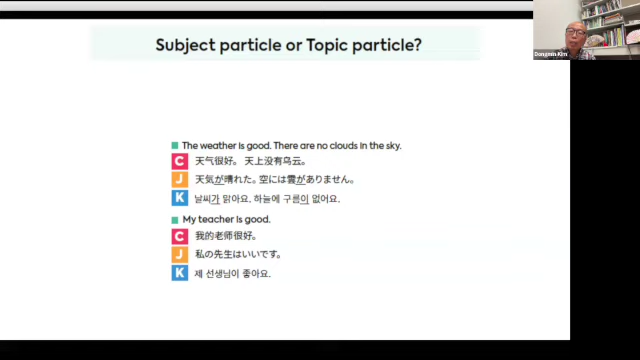 Subject particle or Topic particle?
Dongmin Kim
The weather is good. There are no clouds in the sky.
C 天气很好。 天上没有乌云。
J 天気が晴れた。空には雲がありません。
K 날씨가 맑아요. 하늘에 구름이 없어요.
My teacher is good.
C 我的老师很好。
J 私の先生はいいです。
K 제 선생님이 좋아요.